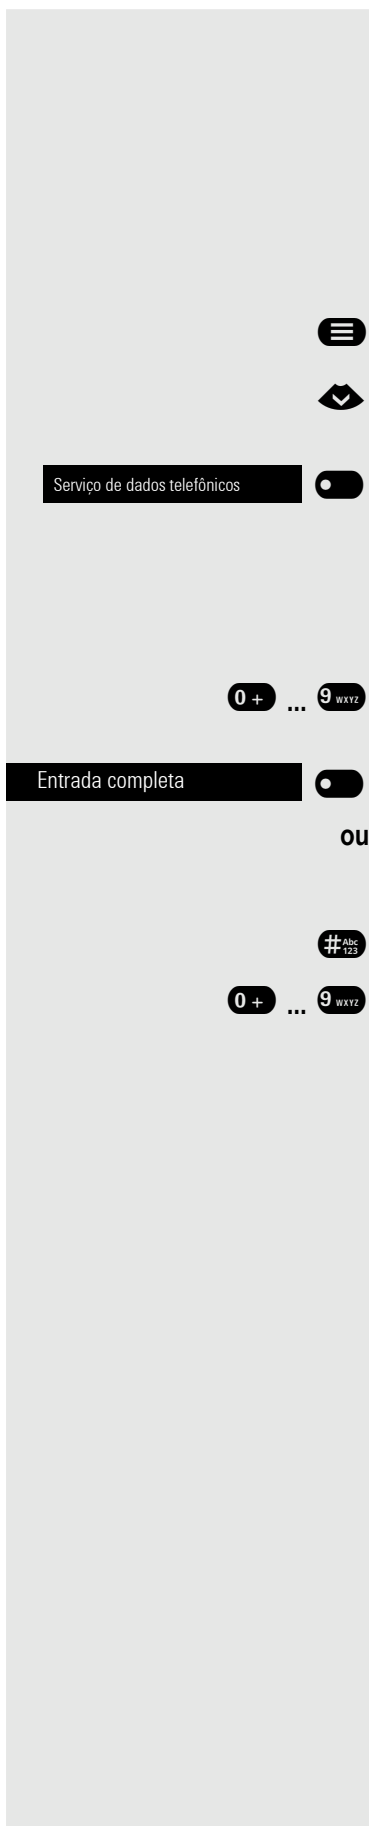 Serviço de dados telefônicos
0 + ... 9 WXYZ
Entrada completa
ou
# Abc 123
0 + ... 9 WXYZ